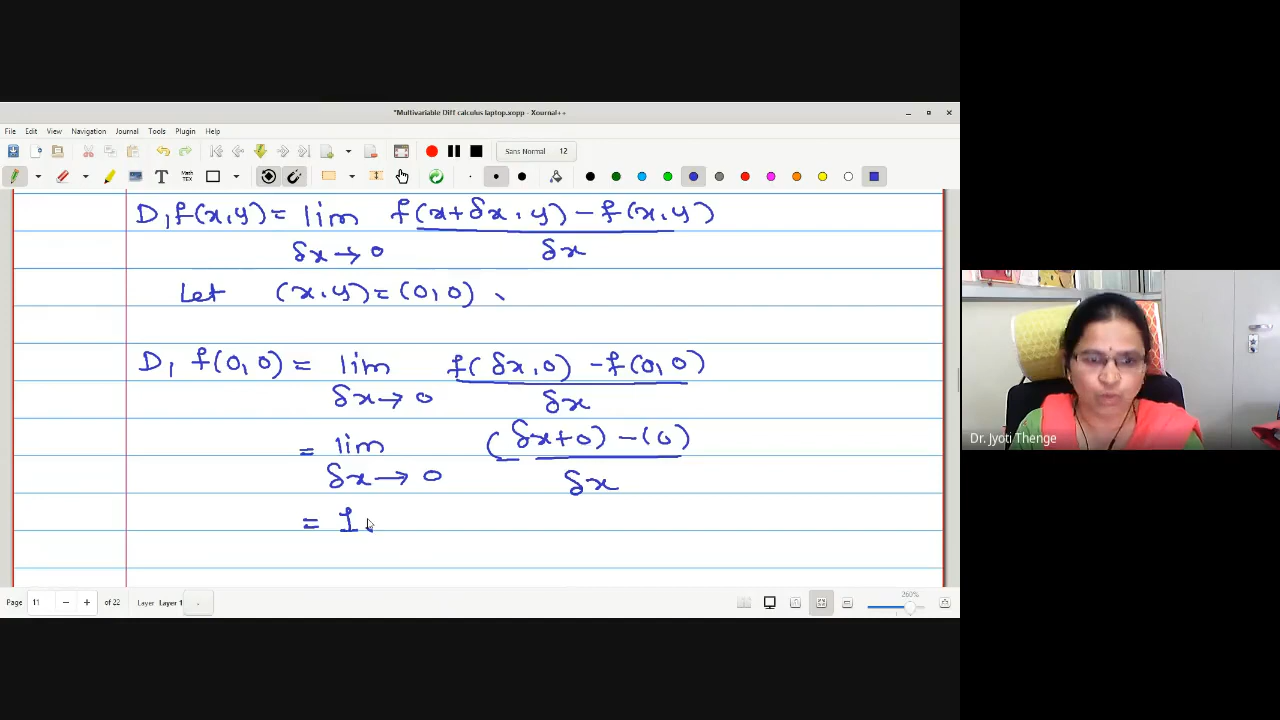 *Multivariable Diff calculus laptop.xopp - Xournal++
File Edit View Navigation Journal Tools Plugin Help
Sans Normal 12
D₁f(x,y) = lim f(x+δx, y) − f(x,y)
δx→0 δx
Let (x,y) = (0,0),
D₁ f(0,0) = lim f(δx,0) − f(0,0)
δx→0 δx
= lim (δx+0) − (0)
δx→0 δx
= 1.
Dr. Jyoti Thenge
Page 11 of 22 Layer Layer 1 260%